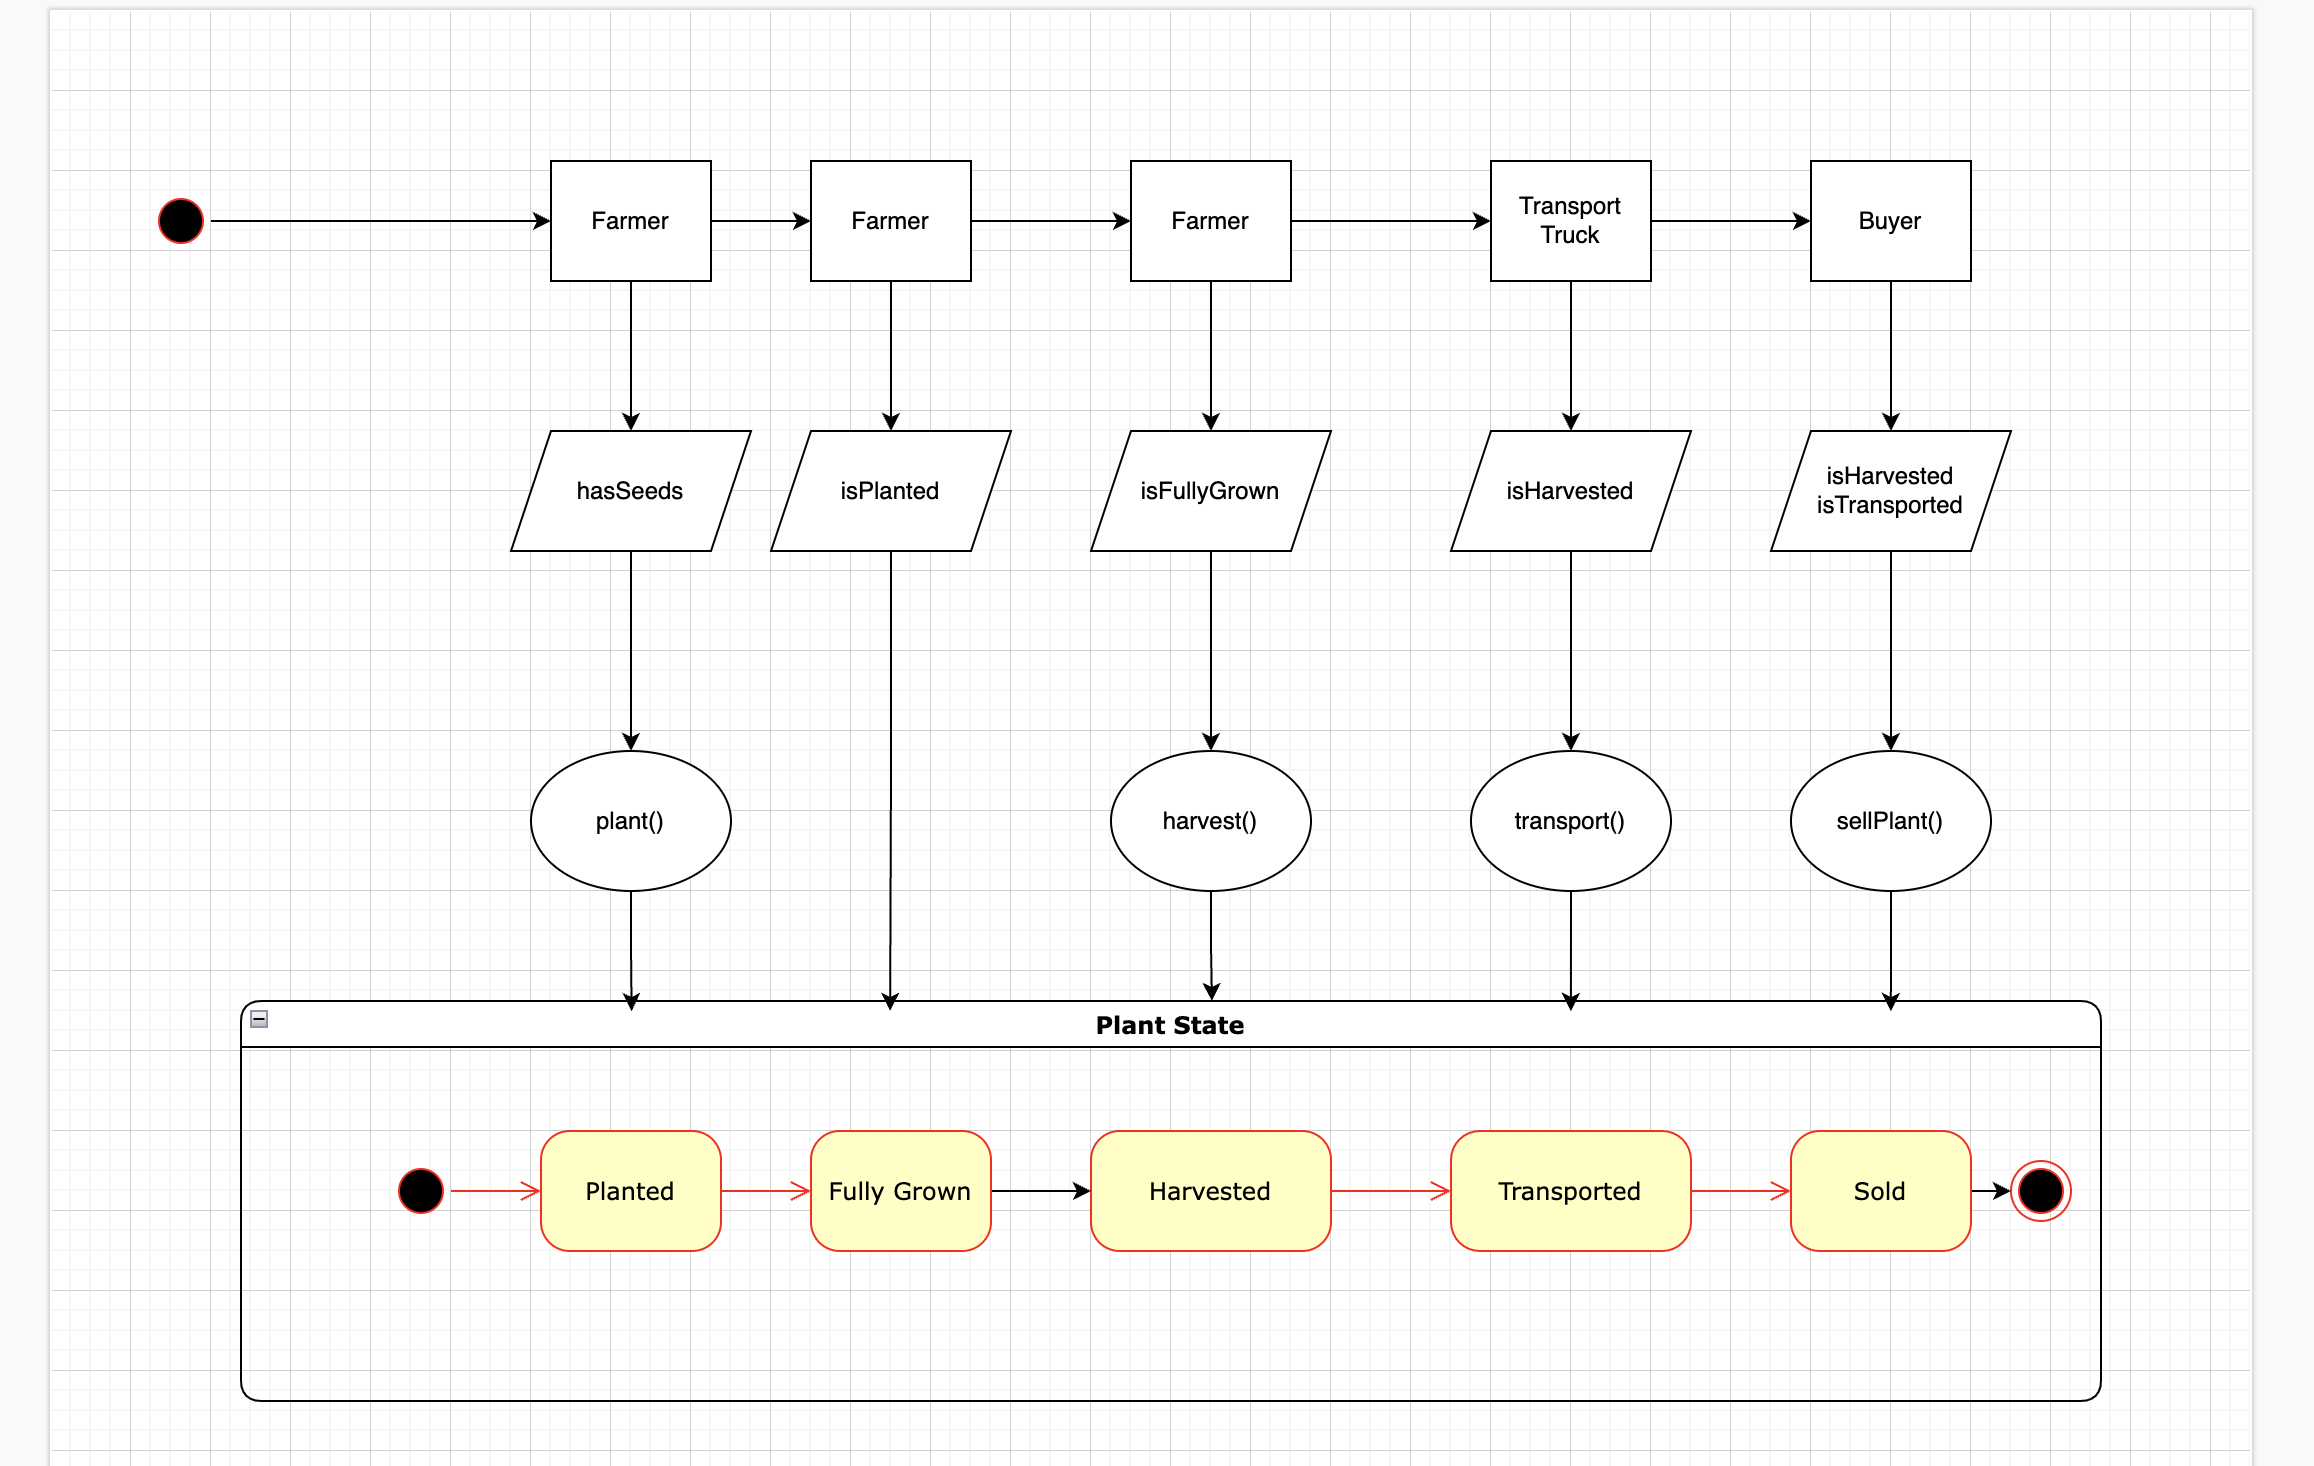 Farmer
Farmer
Farmer
Transport
Truck
Buyer
hasSeeds
isPlanted
isFullyGrown
isHarvested
isHarvested
isTransported
plant()
harvest()
transport()
sellPlant()
Plant State
Planted
Fully Grown
Harvested
Transported
Sold